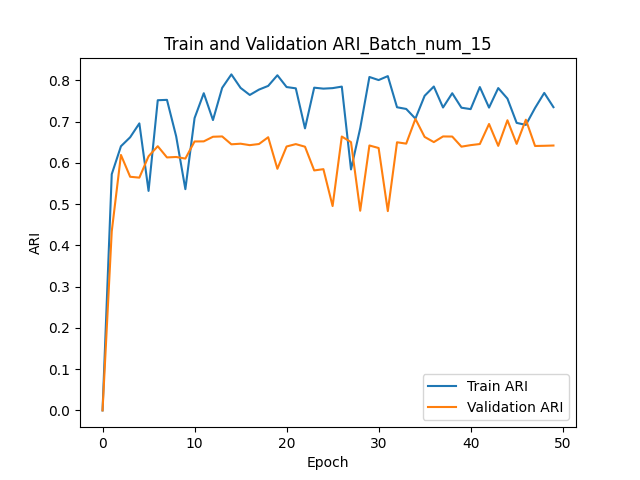 Train and Validation ARI_Batch_num_15
ARI
0.8
0.7
0.6
0.5
0.4
0.3
0.2
0.1
0.0
0 10 20 30 40 50
Epoch
Train ARI
Validation ARI